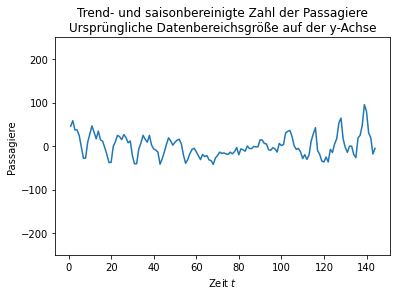 Trend- und saisonbereinigte Zahl der Passagiere
Ursprüngliche Datenbereichsgröße auf der y-Achse
Passagiere
200
100
0
−100
−200
0 20 40 60 80 100 120 140
Zeit t